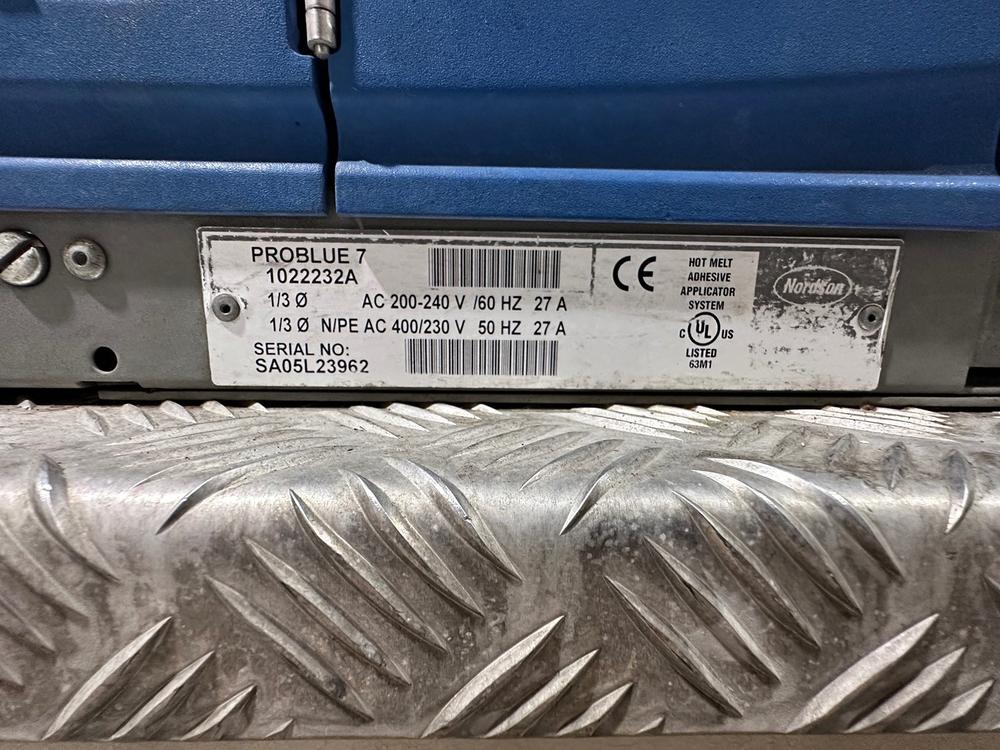 PROBLUE 7
1022232A
1/3 Ø AC 200-240 V /60 HZ 27 A
1/3 Ø N/PE AC 400/230 V 50 HZ 27 A
SERIAL NO:
SA05L23962
CE
HOT MELT
ADHESIVE
APPLICATOR
SYSTEM
C UL US
LISTED
63M1
Nordson